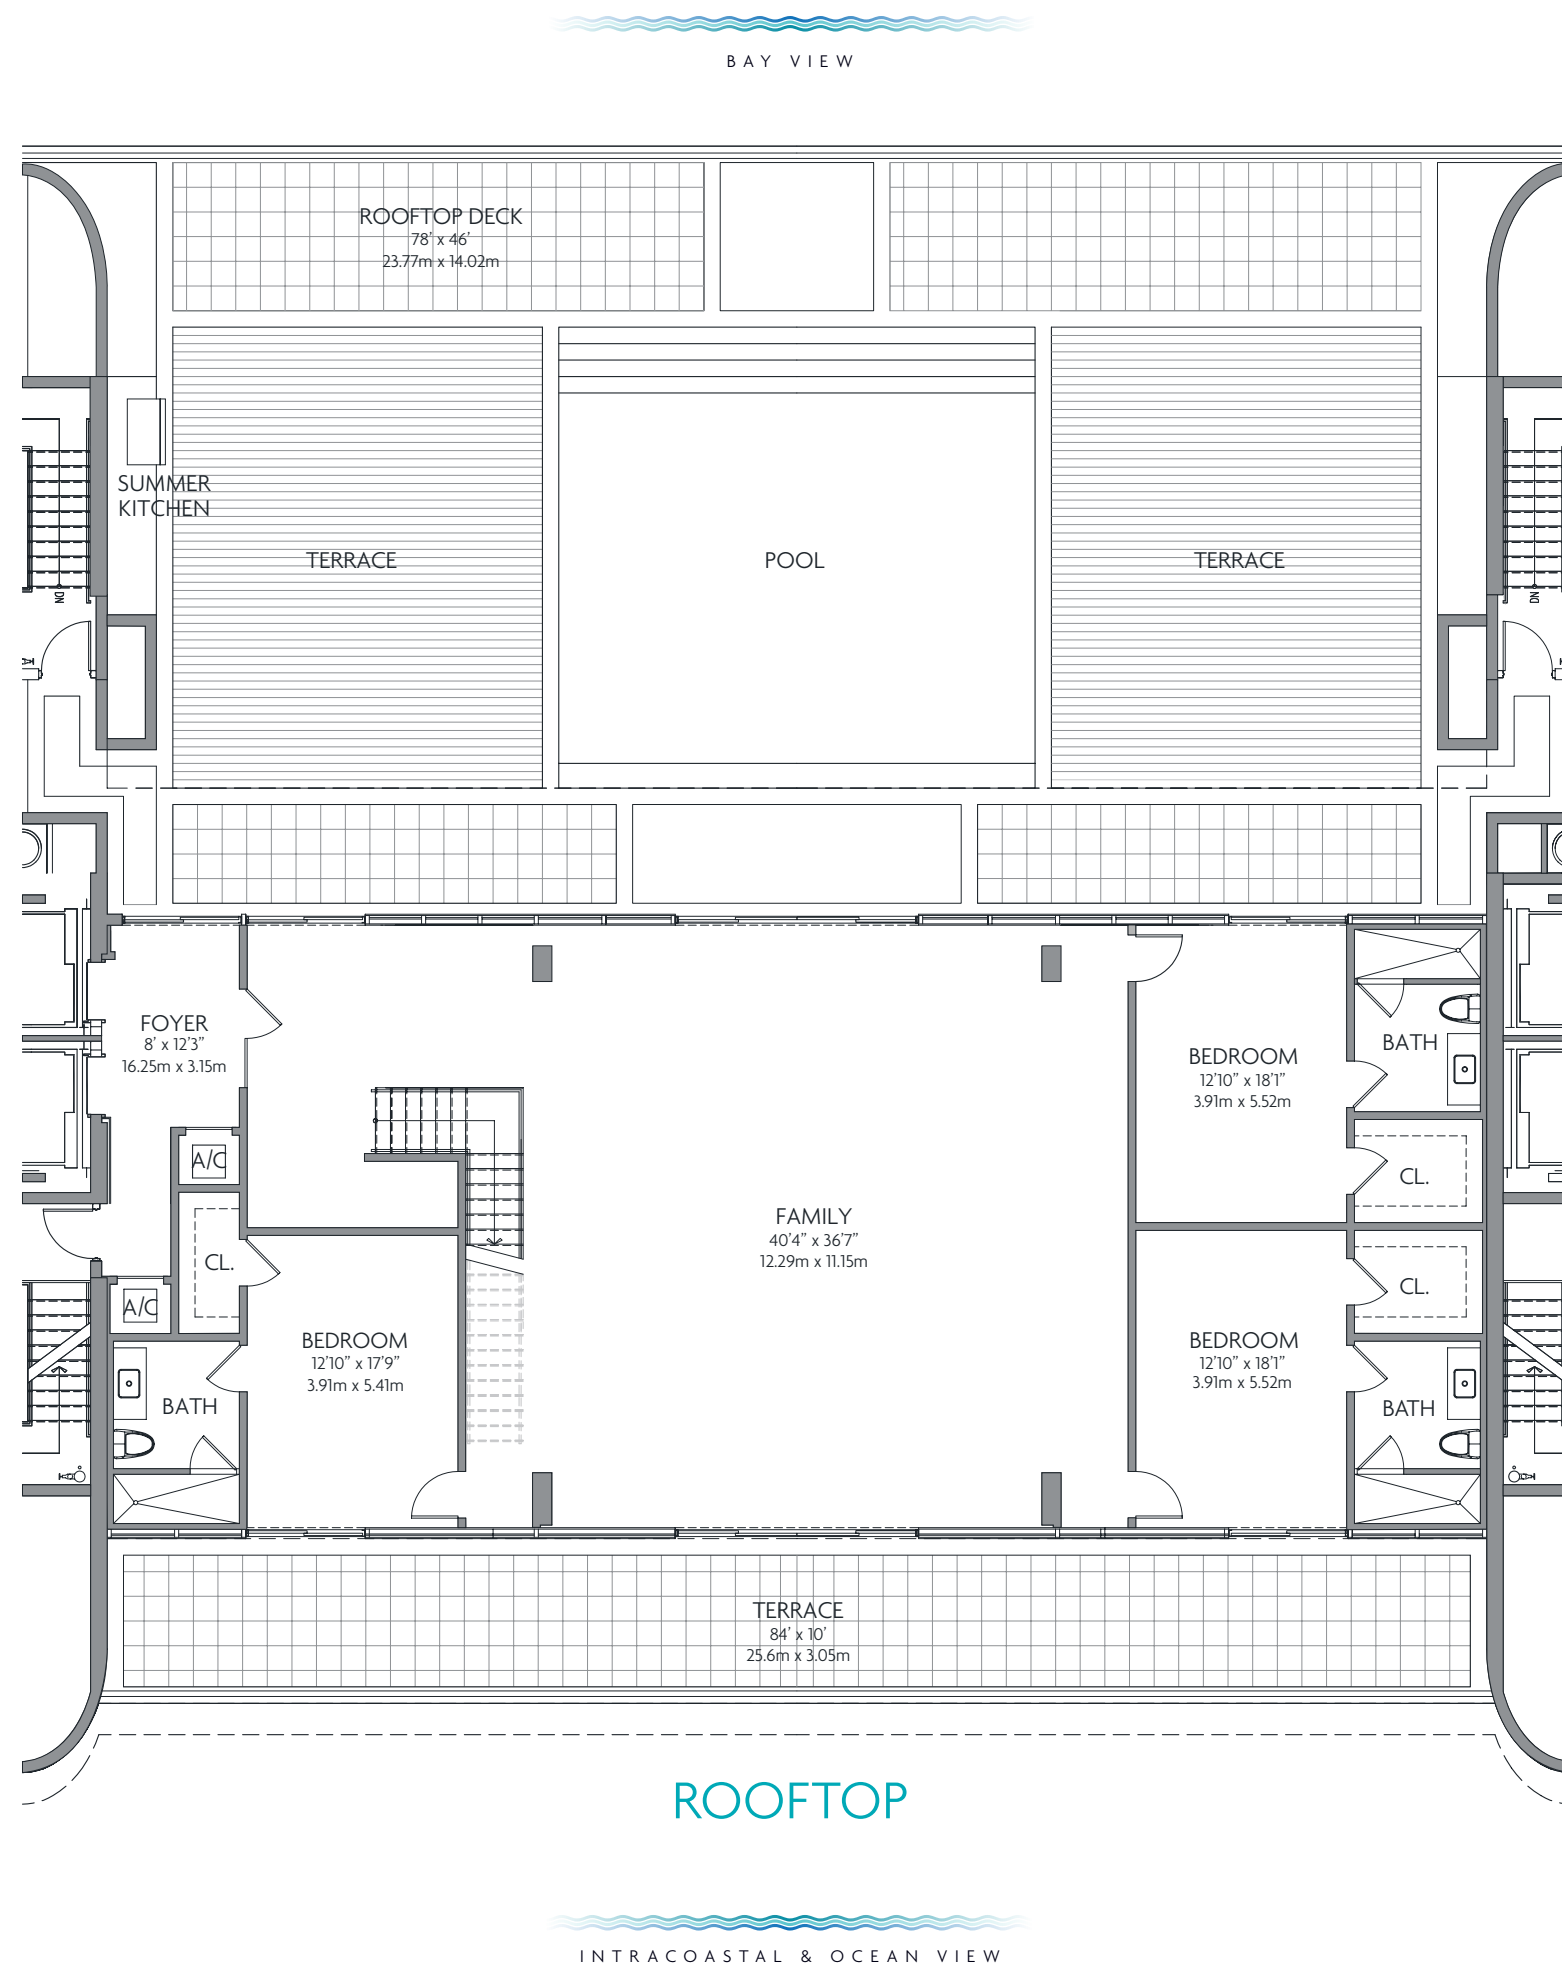 BAY VIEW
ROOFTOP DECK
78' x 46'
23.77m x 14.02m
SUMMER
KITCHEN
TERRACE
POOL
TERRACE
DN
DN
FOYER
8' x 12'3"
16.25m x 3.15m
BEDROOM
12'10" x 18'1"
3.91m x 5.52m
BATH
A/C
CL.
FAMILY
40'4" x 36'7"
12.29m x 11.15m
CL.
CL.
A/C
BEDROOM
12'10" x 17'9"
3.91m x 5.41m
BEDROOM
12'10" x 18'1"
3.91m x 5.52m
BATH
BATH
TERRACE
84' x 10'
25.6m x 3.05m
ROOFTOP
INTRACOASTAL & OCEAN VIEW